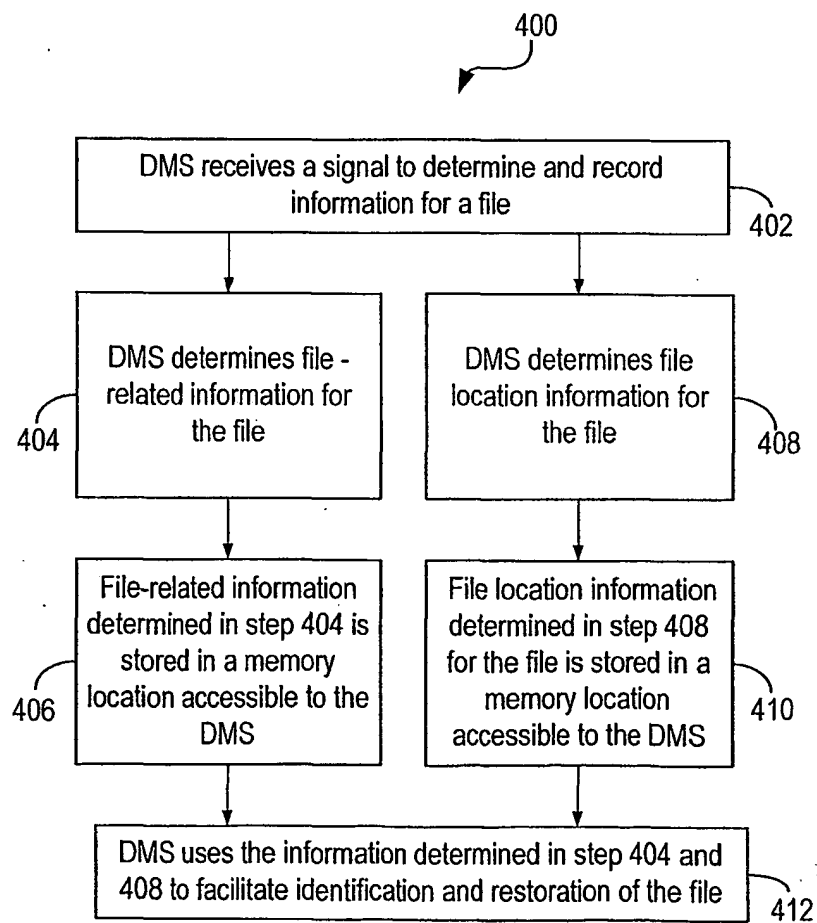 400
DMS receives a signal to determine and record
information for a file
402
DMS determines file -
related information for
the file
404
DMS determines file
location information for
the file
408
File-related information
determined in step 404 is
stored in a memory
location accessible to the
DMS
406
File location information
determined in step 408
for the file is stored in a
memory location
accessible to the DMS
410
DMS uses the information determined in step 404 and
408 to facilitate identification and restoration of the file
412